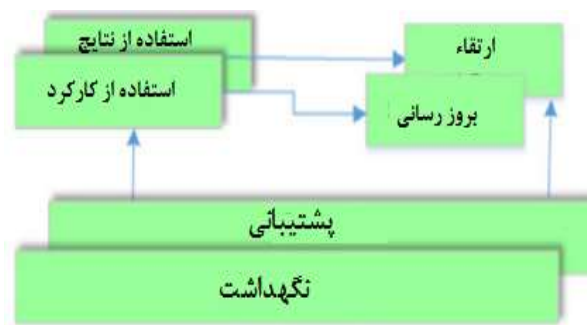 استفاده از نتایج
ارتقاء
استفاده از کارکرد
بروز رسانی
پشتیبانی
نگهداشت